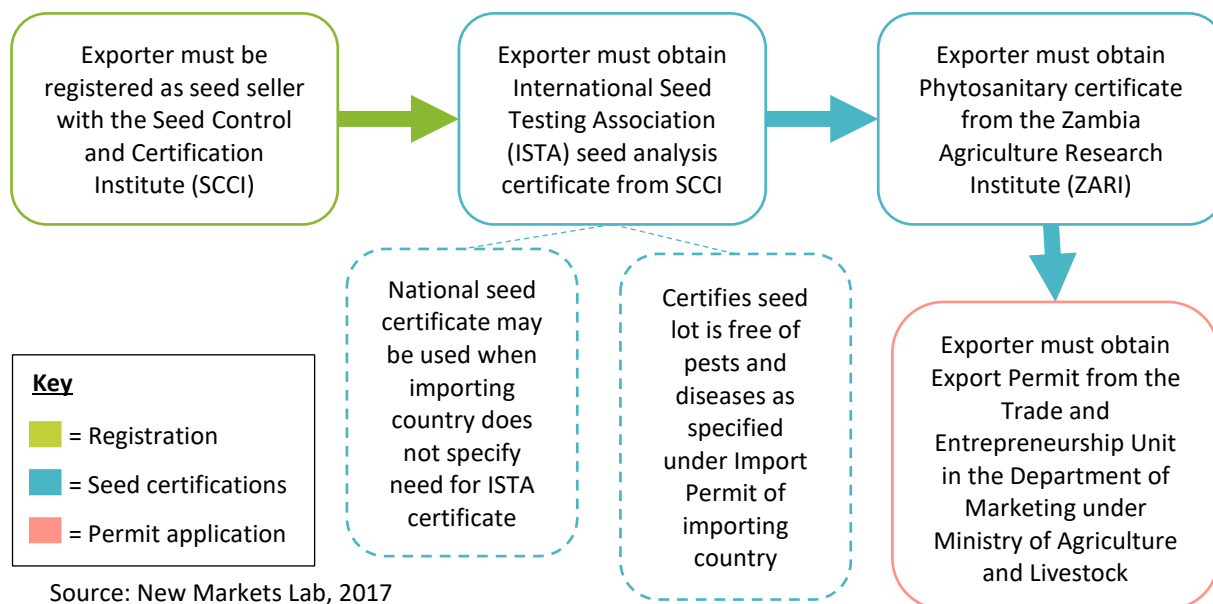 Exporter must be
registered as seed seller
with the Seed Control
and Certification
Institute (SCCI)
Exporter must obtain
International Seed
Testing Association
(ISTA) seed analysis
certificate from SCCI
Exporter must obtain
Phytosanitary certificate
from the Zambia
Agriculture Research
Institute (ZARI)
National seed
certificate may
be used when
importing
country does
not specify
need for ISTA
certificate
Certifies seed
lot is free of
pests and
diseases as
specified
under Import
Permit of
importing
country
Exporter must obtain
Export Permit from the
Trade and
Entrepreneurship Unit
in the Department of
Marketing under
Ministry of Agriculture
and Livestock
Key
= Registration
= Seed certifications
= Permit application
Source: New Markets Lab, 2017